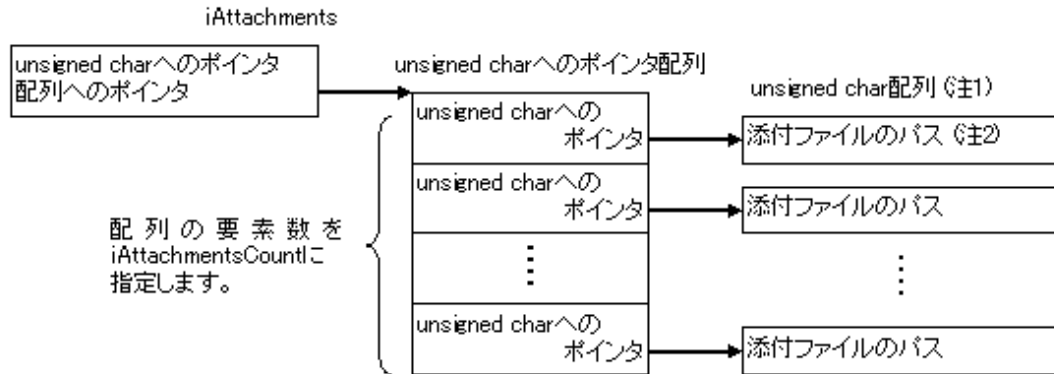 iAttachments
unsigned charへのポインタ
配列へのポインタ
unsigned charへのポインタ配列
unsigned char配列 (注1)
unsigned charへの
ポインタ
添付ファイルのパス (注2)
unsigned charへの
ポインタ
添付ファイルのパス
配列の要素数を
iAttachmentsCountに
指定します。
unsigned charへの
ポインタ
添付ファイルのパス